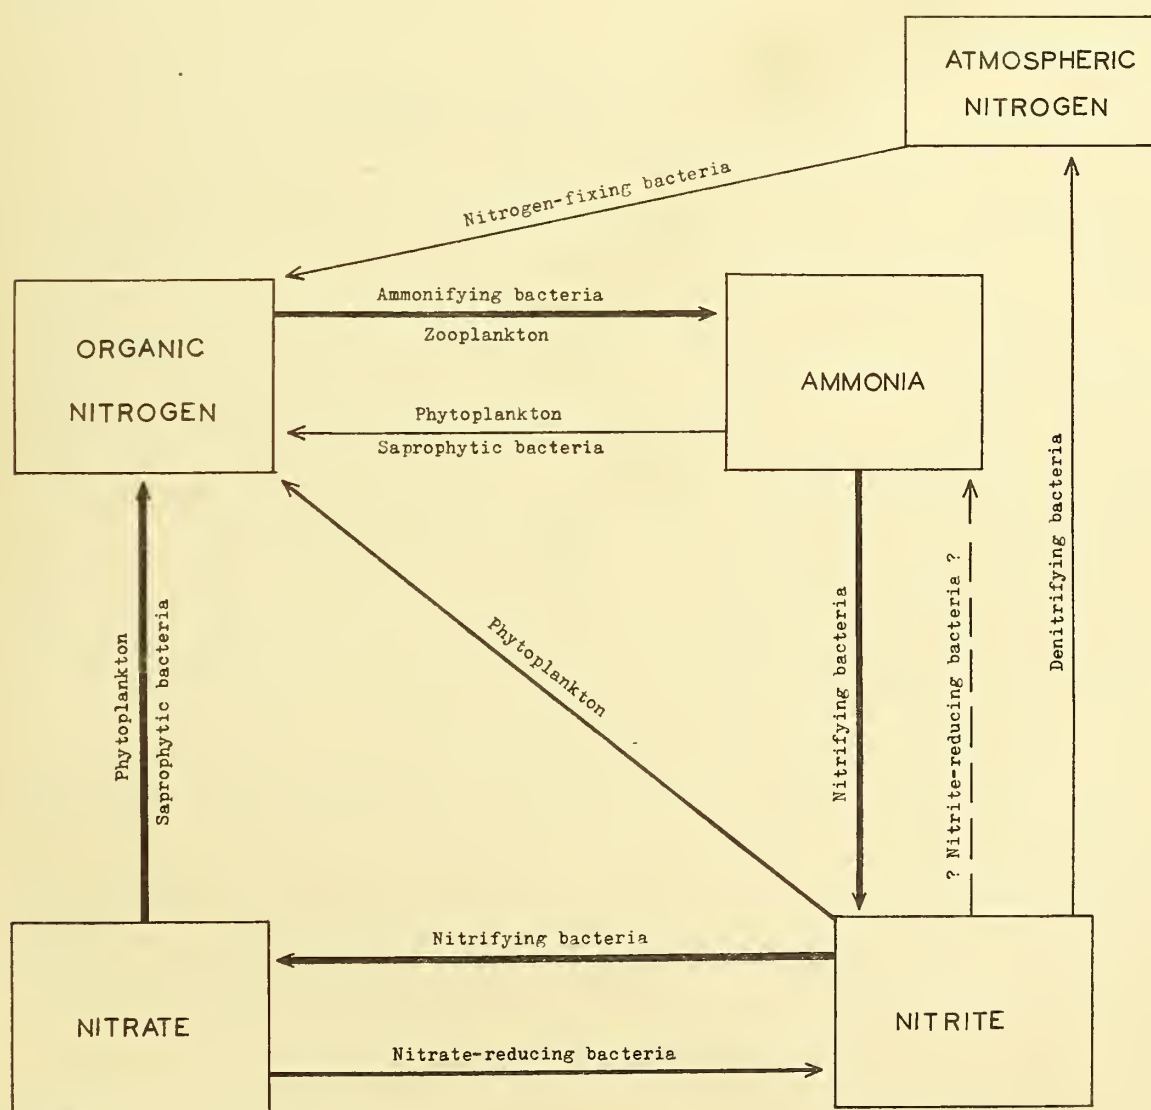 ATMOSPHERIC
NITROGEN
Nitrogen-fixing bacteria
Ammonifying bacteria
Zooplankton
ORGANIC
NITROGEN
AMMONIA
Phytoplankton
Saprophytic bacteria
Denitrifying bacteria
Phytoplankton
Saprophytic bacteria
Phytoplankton
Nitrifying bacteria
? Nitrite-reducing bacteria ?
Nitrifying bacteria
NITRATE
NITRITE
Nitrate-reducing bacteria